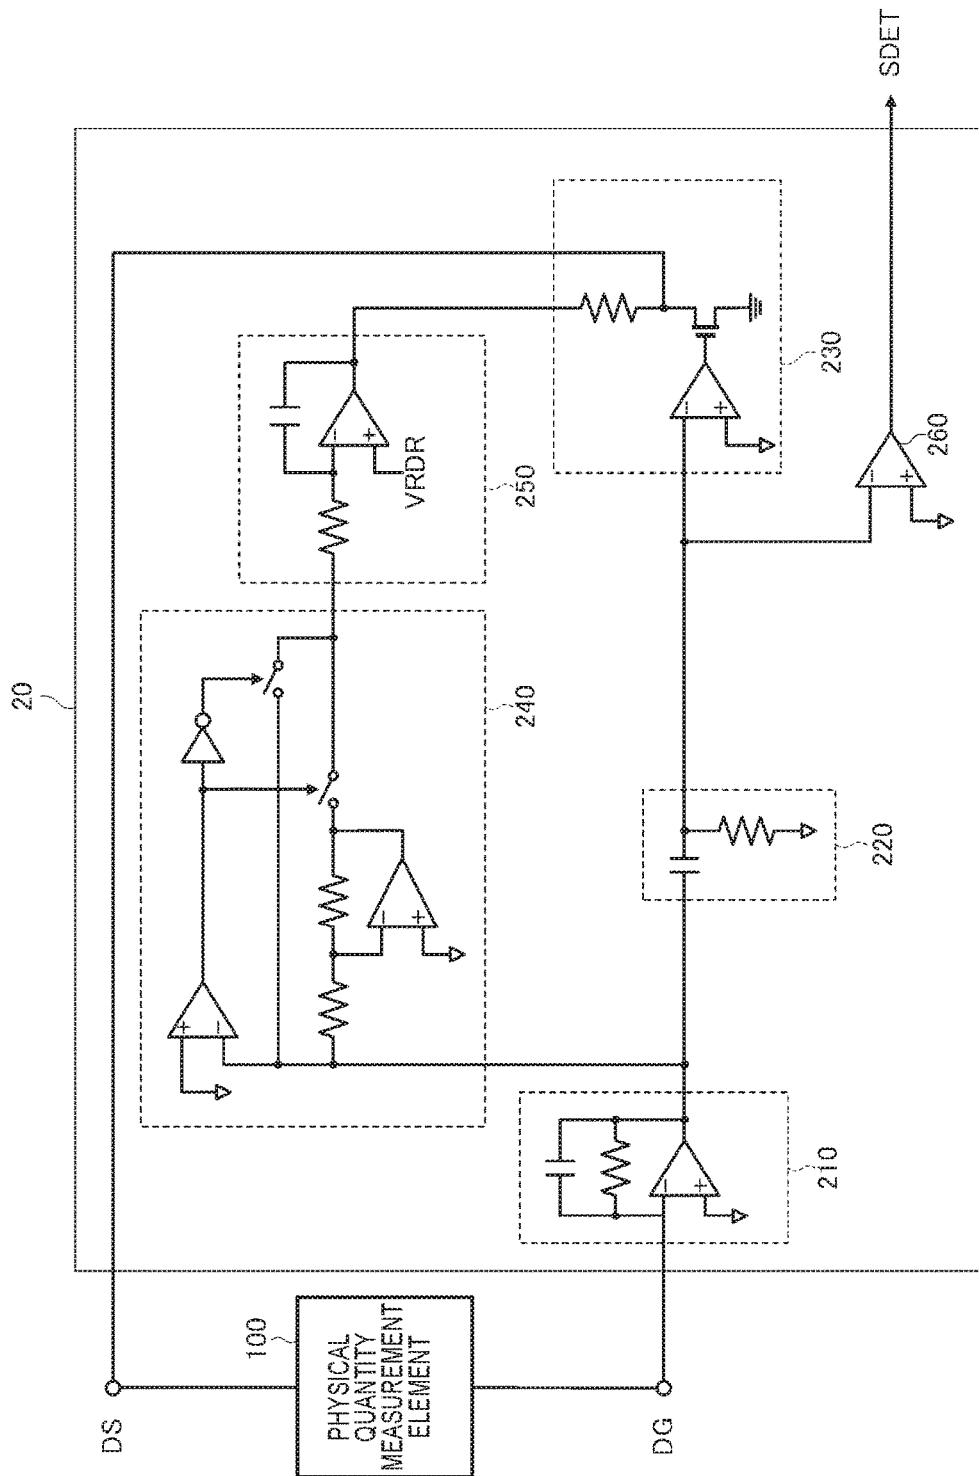 20
DS
100
PHYSICAL
QUANTITY
MEASUREMENT
ELEMENT
DG
210
220
230
240
250
VRDR
260
SDET